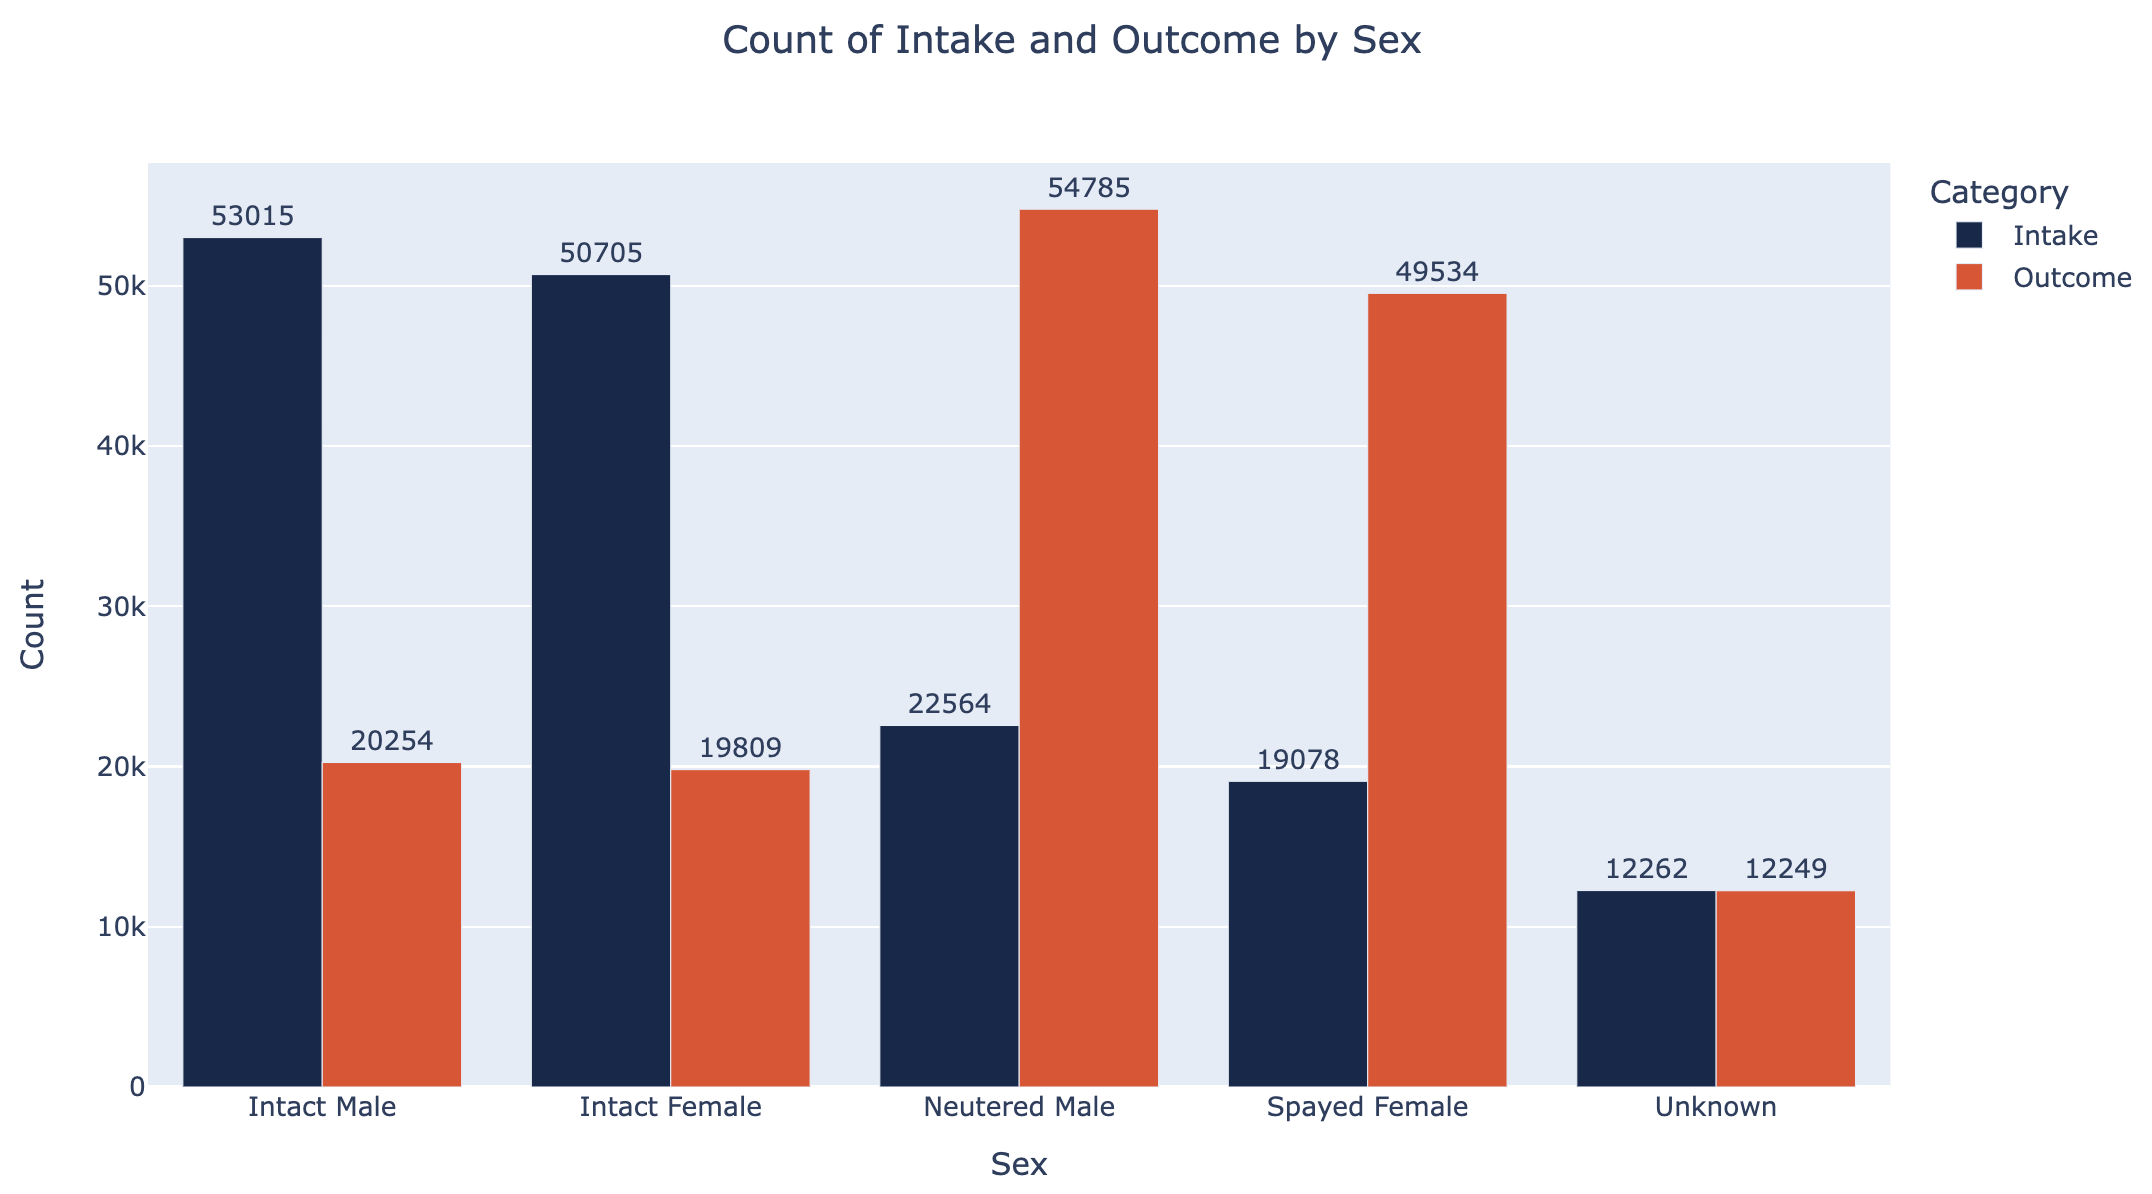 Count of Intake and Outcome by Sex
Category
Intake
Outcome
53015
20254
50705
19809
22564
54785
19078
49534
12262
12249
50k
40k
30k
20k
10k
0
Count
Intact Male
Intact Female
Neutered Male
Spayed Female
Unknown
Sex